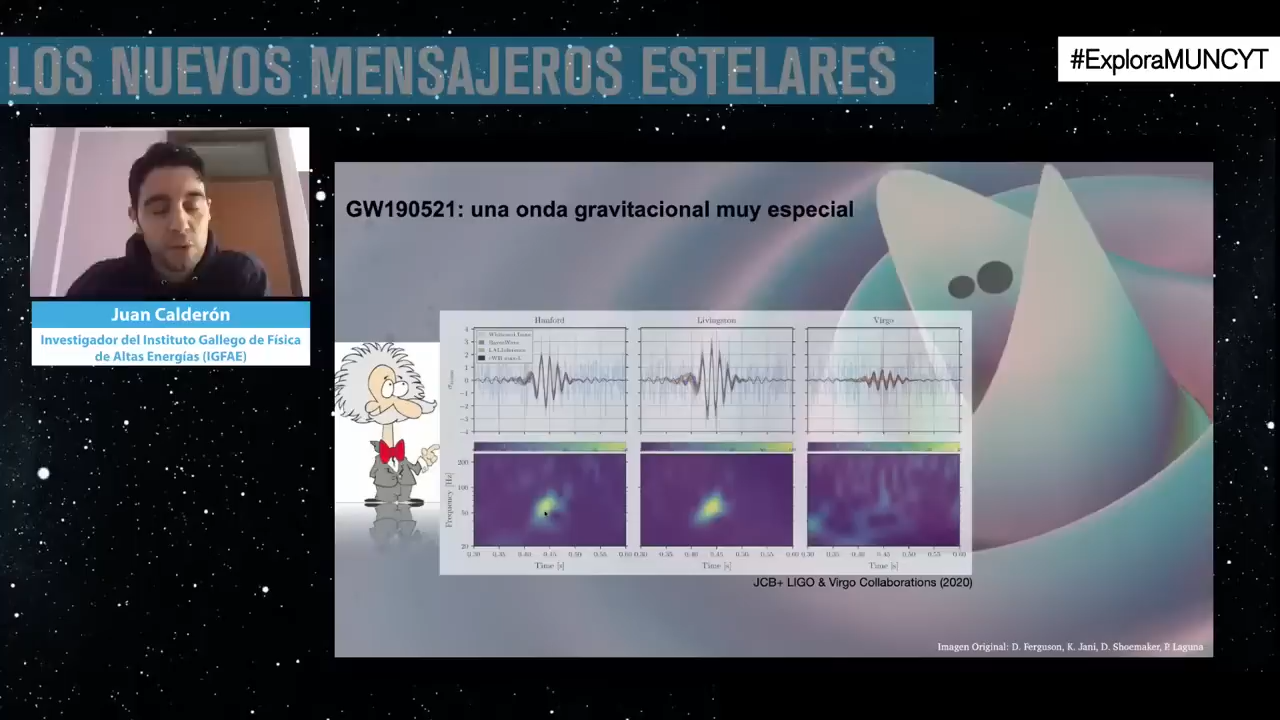 LOS NUEVOS MENSAJEROS ESTELARES
#ExploraMUNCYT
Juan Calderón
Investigador del Instituto Gallego de Física
de Altas Energías (IGFAE)
GW190521: una onda gravitacional muy especial
Hanford
Livingston
Virgo
Frequency [Hz]
Time [s]
Time [s]
Time [s]
JCB+ LIGO & Virgo Collaborations (2020)
Imagen Original: D. Ferguson, K. Jani, D. Shoemaker, P. Laguna